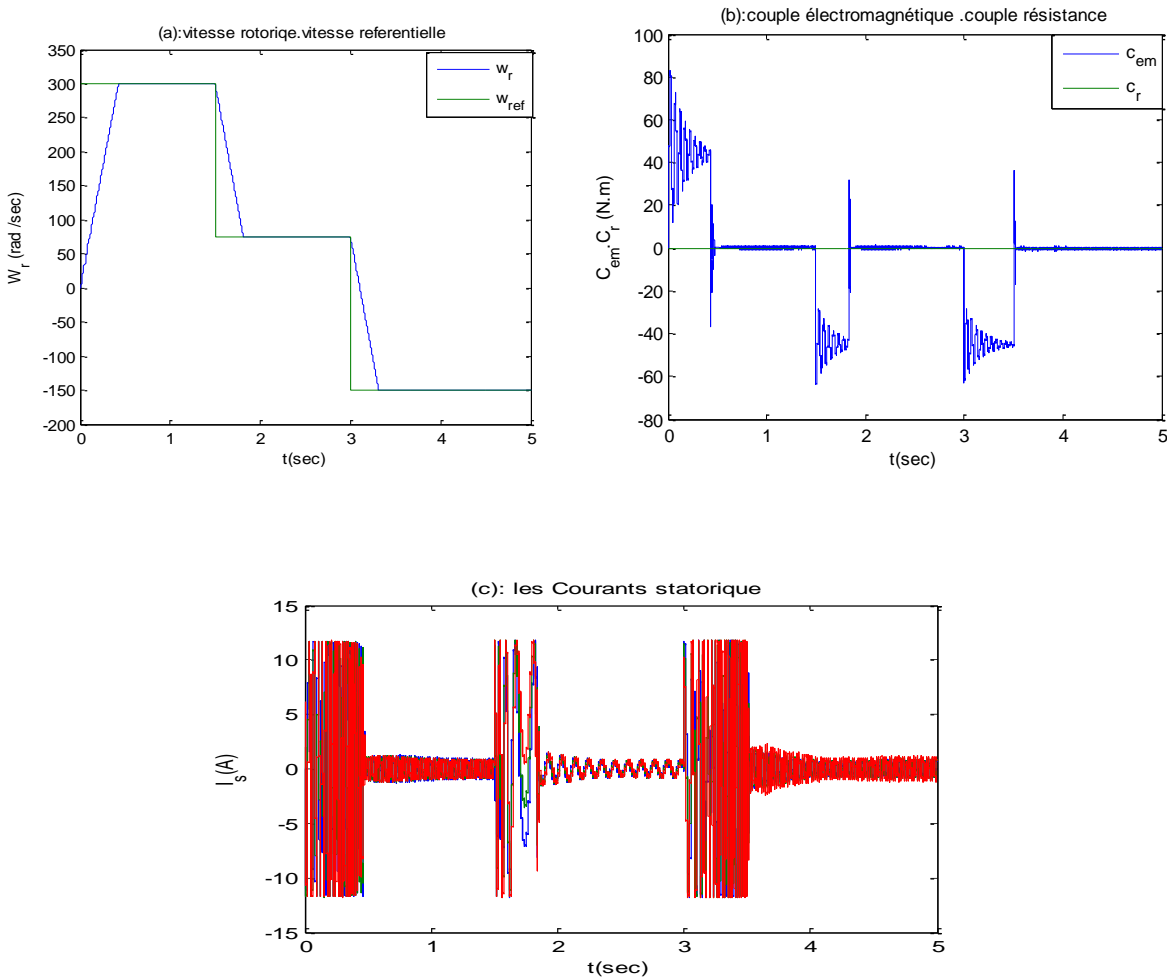 (a):vitesse rotoriqe.vitesse referentielle
350
300
250
200
150
100
50
0
-50
-100
-150
-200
W_r (rad /sec)
w_r
w_ref
0 1 2 3 4 5
t(sec)
(b):couple électromagnétique .couple résistance
100
80
60
40
20
0
-20
-40
-60
-80
C_em,C_r (N.m)
c_em
c_r
0 1 2 3 4 5
t(sec)
(c): les Courants statorique
15
10
5
0
-5
-10
-15
I_s(A)
0 1 2 3 4 5
t(sec)